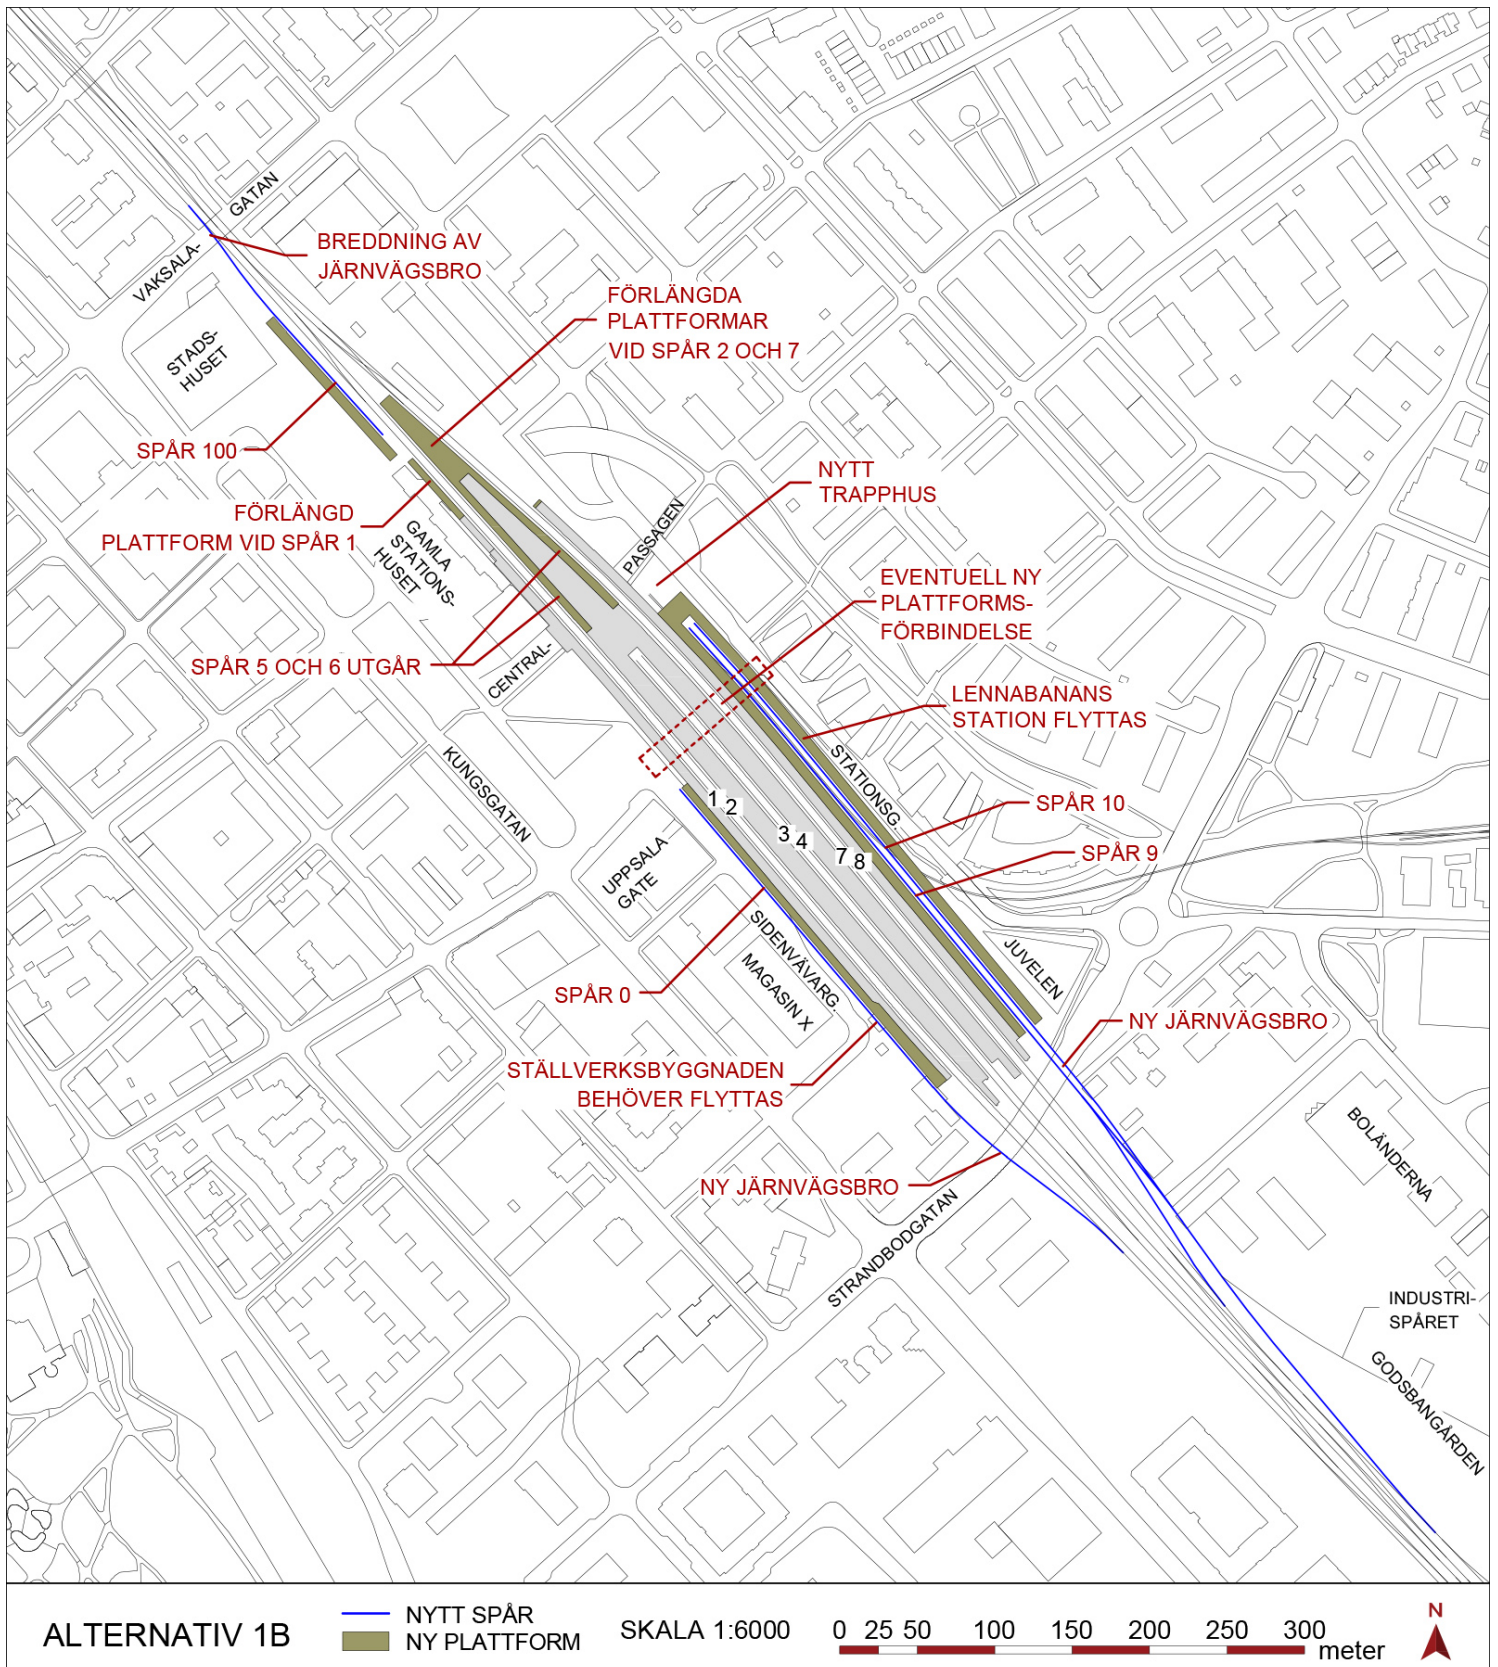 GATAN
VAKSALA-
BREDDNING AV
JÄRNVÄGSBRO
FÖRLÄNGDA
PLATTFORMAR
VID SPÅR 2 OCH 7
STADS-
HUSET
SPÅR 100
NYTT
TRAPPHUS
FÖRLÄNGD
PLATTFORM VID SPÅR 1
GAMLA
STATIONS-
HUSET
PASSAGEN
EVENTUELL NY
PLATTFORMS-
FÖRBINDELSE
SPÅR 5 OCH 6 UTGÅR
CENTRAL-
LENNABANANS
STATION FLYTTAS
KUNGSGATAN
STATIONSG.
1 2
3 4
7 8
SPÅR 10
SPÅR 9
UPPSALA
GATE
SIDENVÄVARG.
MAGASIN X
JUVELEN
SPÅR 0
NY JÄRNVÄGSBRO
STÄLLVERKSBYGGNADEN
BEHÖVER FLYTTAS
BOLÄNDERNA
NY JÄRNVÄGSBRO
STRANDBODGATAN
INDUSTRI-
SPÅRET
GODSBANGÅRDEN
ALTERNATIV 1B
NYTT SPÅR
NY PLATTFORM
SKALA 1:6000
0 25 50 100 150 200 250 300
meter
N